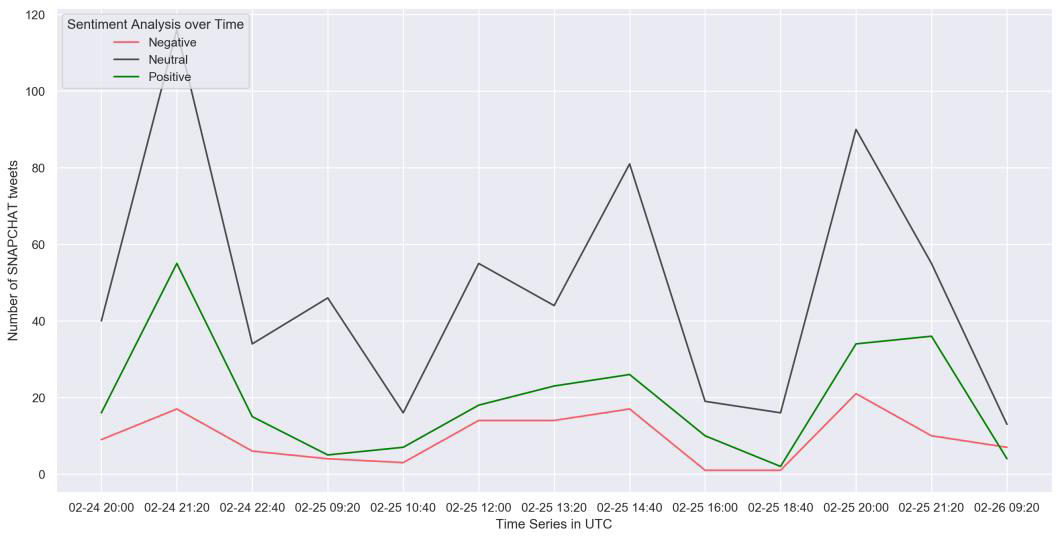 Sentiment Analysis over Time
Negative
Neutral
Positive
120
100
80
60
40
20
0
Number of SNAPCHAT tweets
02-24 20:00 02-24 21:20 02-24 22:40 02-25 09:20 02-25 10:40 02-25 12:00 02-25 13:20 02-25 14:40 02-25 16:00 02-25 18:40 02-25 20:00 02-25 21:20 02-26 09:20
Time Series in UTC